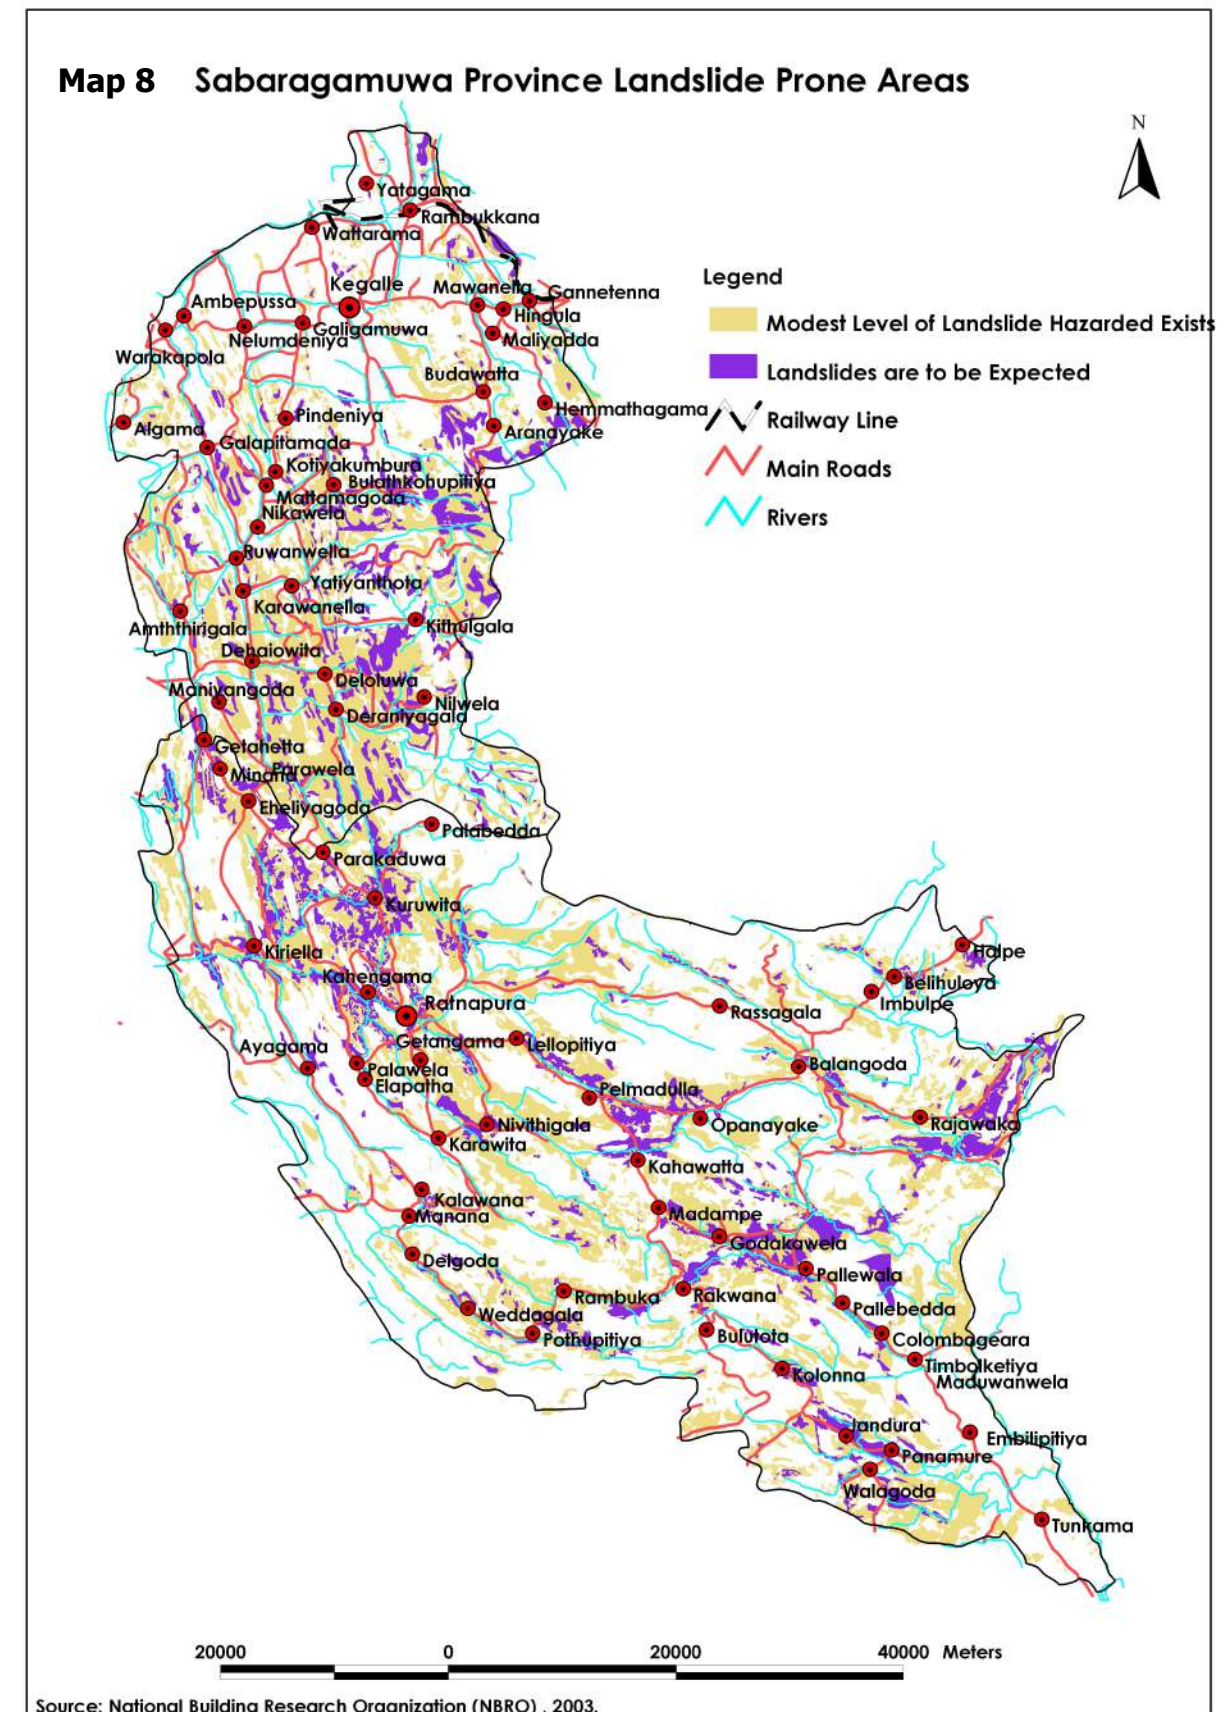 Map 8 Sabaragamuwa Province Landslide Prone Areas
N
Yatagama
Rambukkana
Wattarama
Legend
Kegalle
Mawanella
Gannetenna
Ambepussa
Hingula
Modest Level of Landslide Hazarded Exists
Galigamuwa
Nelumdeniya
Maliyadda
Warakapola
Landslides are to be Expected
Budawatta
Hemmathagama
Pindeniya
Railway Line
Algama
Aranayake
Galapitamada
Kotiyakumbura
Main Roads
Bulathkohupitiya
Mattamagoda
Nikawela
Rivers
Ruwanwella
Yatiyanthota
Karawanella
Amththirigala
Kithulgala
Dehaiowita
Deloluwa
Maniyangoda
Nilwela
Deraniyagala
Getahetta
Parawela
Minana
Eheliyagoda
Palabedda
Parakaduwa
Kuruwita
Kiriella
Halpe
Kahengama
Belihuloya
Ratnapura
Imbulpe
Rassagala
Getangama
Lellopitiya
Ayagama
Balangoda
Palawela
Elapatha
Pelmadulla
Nivithigala
Opanayake
Rajawaka
Karawita
Kahawatta
Kalawana
Manana
Madampe
Godakawela
Delgoda
Pallewala
Rambuka
Rakwana
Pallebedda
Weddagala
Pothupitiya
Bulutota
Colombageara
Timbolketiya
Kolonna
Maduwanwela
Jandura
Embilipitiya
Panamure
Walagoda
Tunkama
20000 0 20000 40000 Meters
Source: National Building Research Organization (NBRO) , 2003.